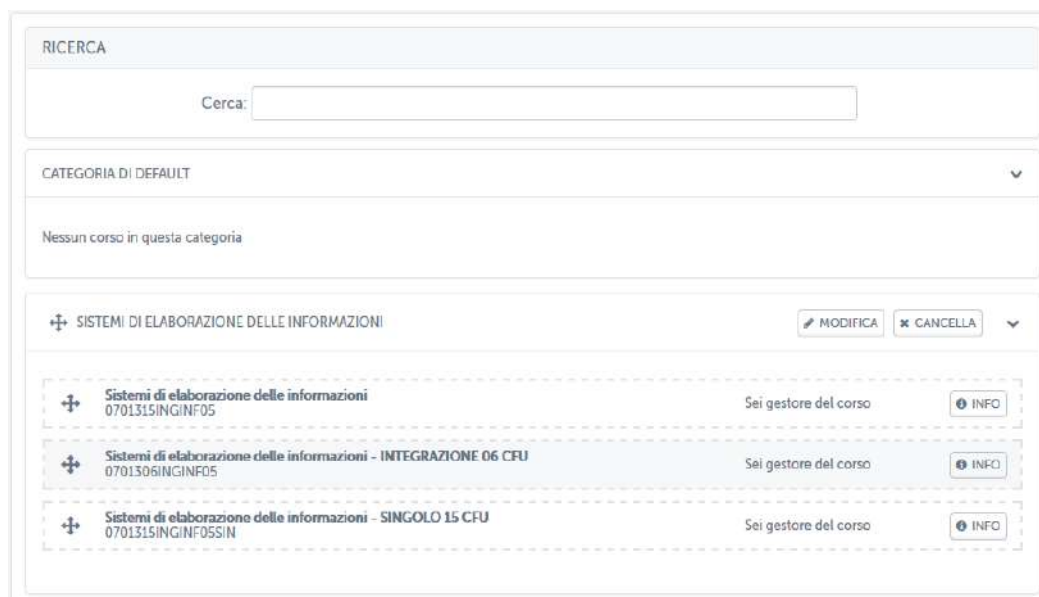 RICERCA
Cerca:
CATEGORIA DI DEFAULT
Nessun corso in questa categoria
SISTEMI DI ELABORAZIONE DELLE INFORMAZIONI MODIFICA CANCELLA
Sistemi di elaborazione delle informazioni
0701315INGINF05
Sei gestore del corso INFO
Sistemi di elaborazione delle informazioni - INTEGRAZIONE 06 CFU
0701306INGINF05
Sei gestore del corso INFO
Sistemi di elaborazione delle informazioni - SINGOLO 15 CFU
0701315INGINF05SIN
Sei gestore del corso INFO